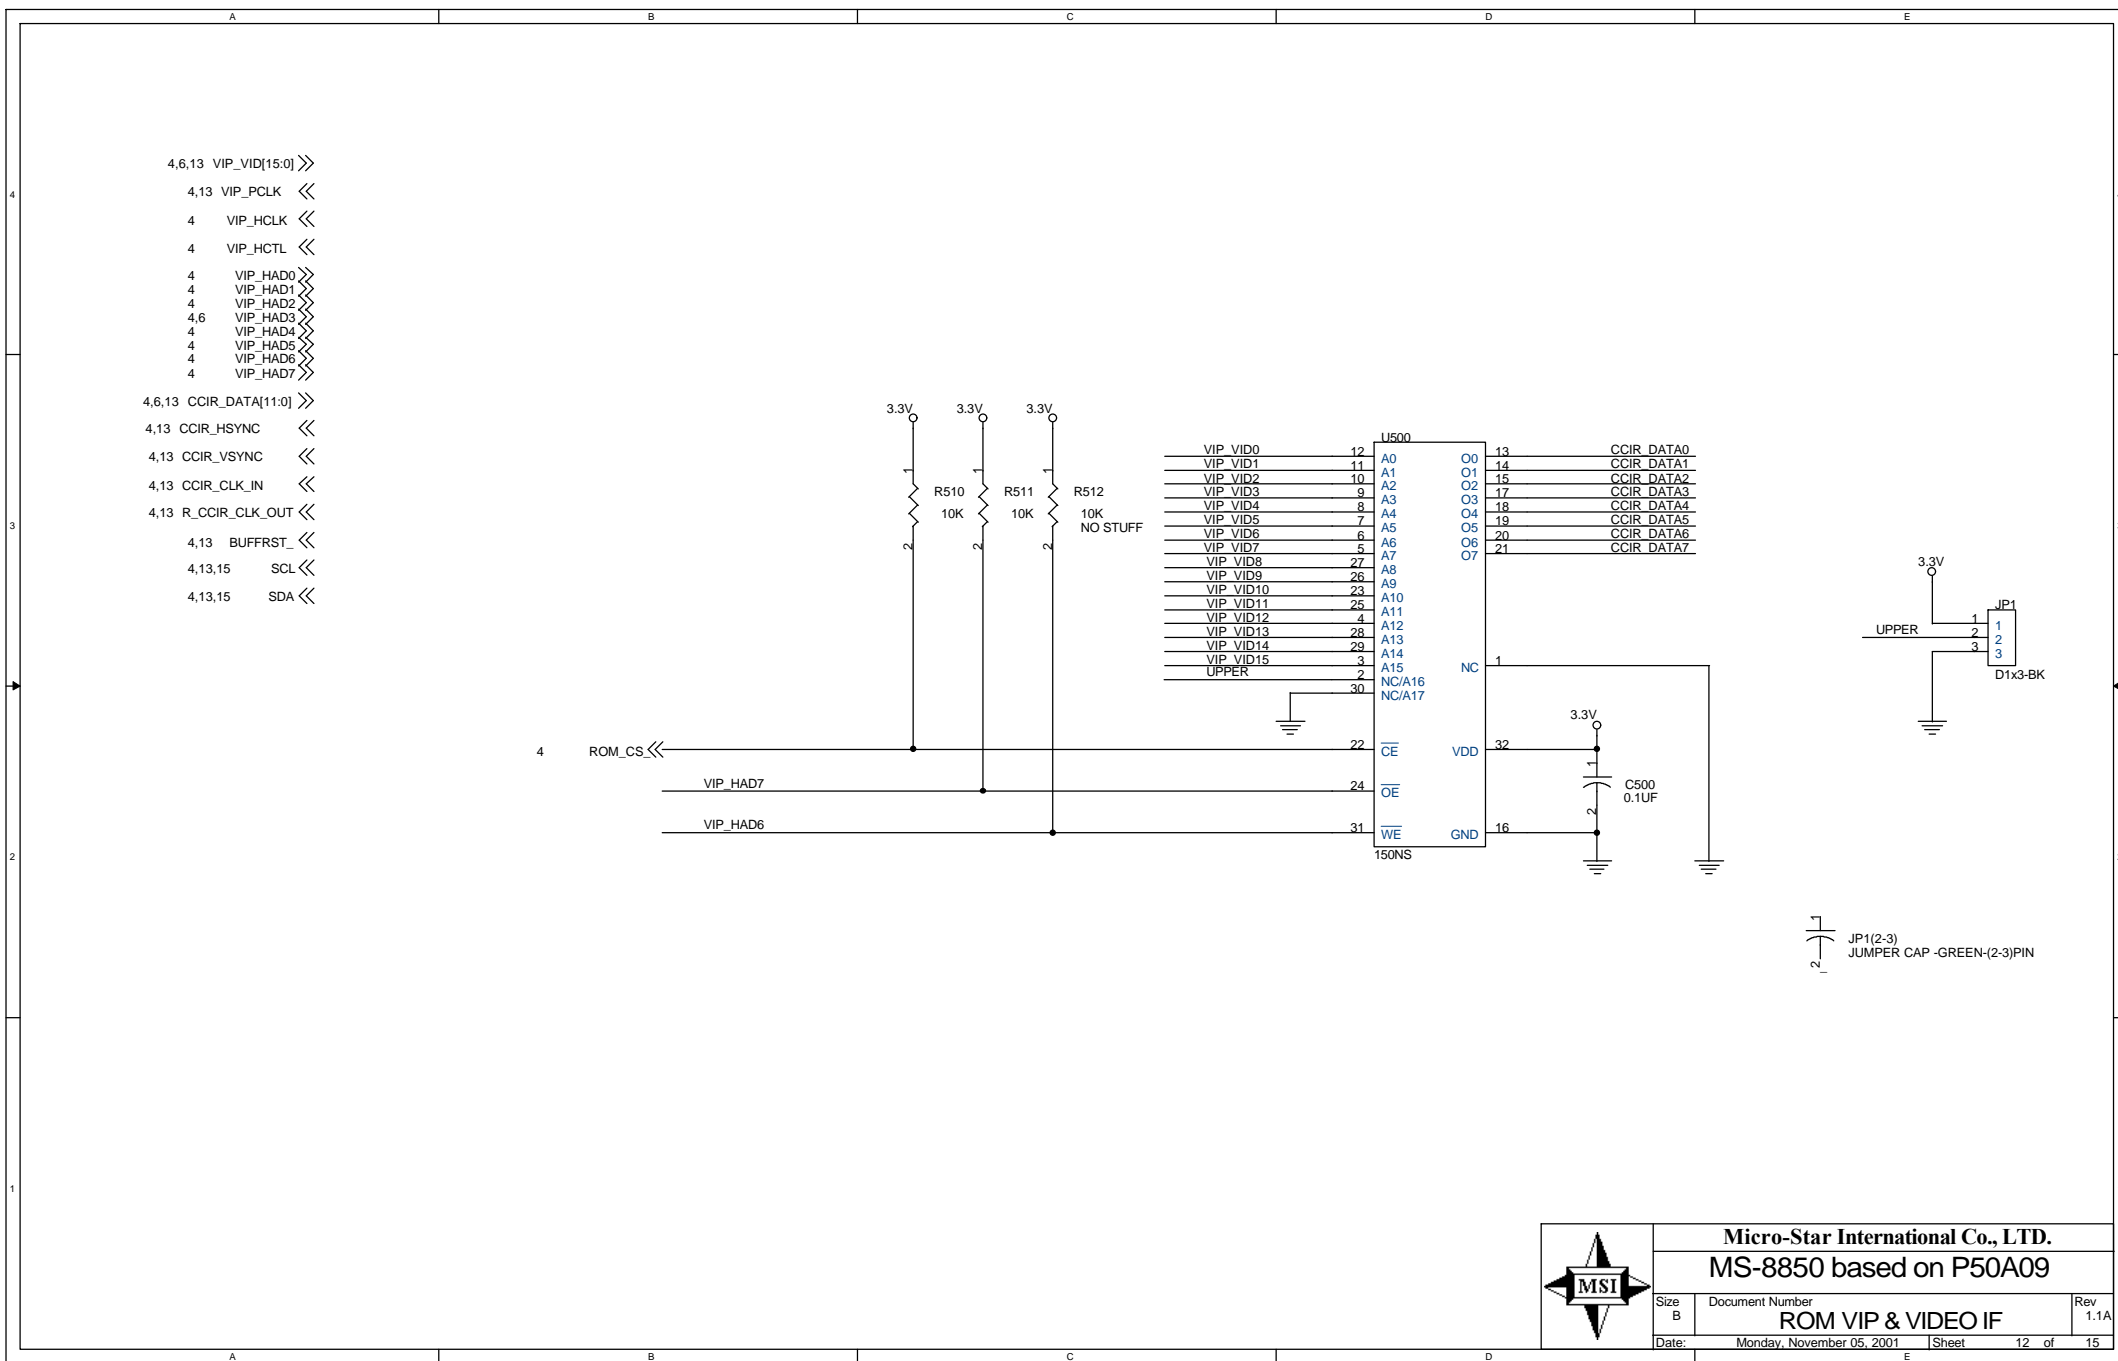 A B C D E
4,6,13 VIP_VID[15:0]
4,13 VIP_PCLK
4 VIP_HCLK
4 VIP_HCTL
4 VIP_HAD0
4 VIP_HAD1
4 VIP_HAD2
4,6 VIP_HAD3
4 VIP_HAD4
4 VIP_HAD5
4 VIP_HAD6
4 VIP_HAD7
4,6,13 CCIR_DATA[11:0]
4,13 CCIR_HSYNC
4,13 CCIR_VSYNC
4,13 CCIR_CLK_IN
4,13 R_CCIR_CLK_OUT
4,13 BUFFRST_
4,13,15 SCL
4,13,15 SDA
4
3
2
1
3.3V 3.3V 3.3V
1 1 1
R510 R511 R512
10K 10K 10K
NO STUFF
2 2 2
U500
VIP_VID0 12 A0 O0 13 CCIR_DATA0
VIP_VID1 11 A1 O1 14 CCIR_DATA1
VIP_VID2 10 A2 O2 15 CCIR_DATA2
VIP_VID3 9 A3 O3 17 CCIR_DATA3
VIP_VID4 8 A4 O4 18 CCIR_DATA4
VIP_VID5 7 A5 O5 19 CCIR_DATA5
VIP_VID6 6 A6 O6 20 CCIR_DATA6
VIP_VID7 5 A7 O7 21 CCIR_DATA7
VIP_VID8 27 A8
VIP_VID9 26 A9
VIP_VID10 23 A10
VIP_VID11 25 A11
VIP_VID12 4 A12
VIP_VID13 28 A13
VIP_VID14 29 A14
VIP_VID15 3 A15 NC 1
UPPER 2 NC/A16
30 NC/A17
4 ROM_CS_ 22 CE VDD 32
VIP_HAD7 24 OE
VIP_HAD6 31 WE GND 16
150NS
3.3V
1
C500
0.1UF
2
3.3V
JP1
1 1
UPPER 2 2
3 3
D1x3-BK
1
JP1(2-3)
JUMPER CAP -GREEN-(2-3)PIN
2
MSI
Micro-Star International Co., LTD.
MS-8850 based on P50A09
Size Document Number Rev
B ROM VIP & VIDEO IF 1.1A
Date: Monday, November 05, 2001 Sheet 12 of 15
A B C D E